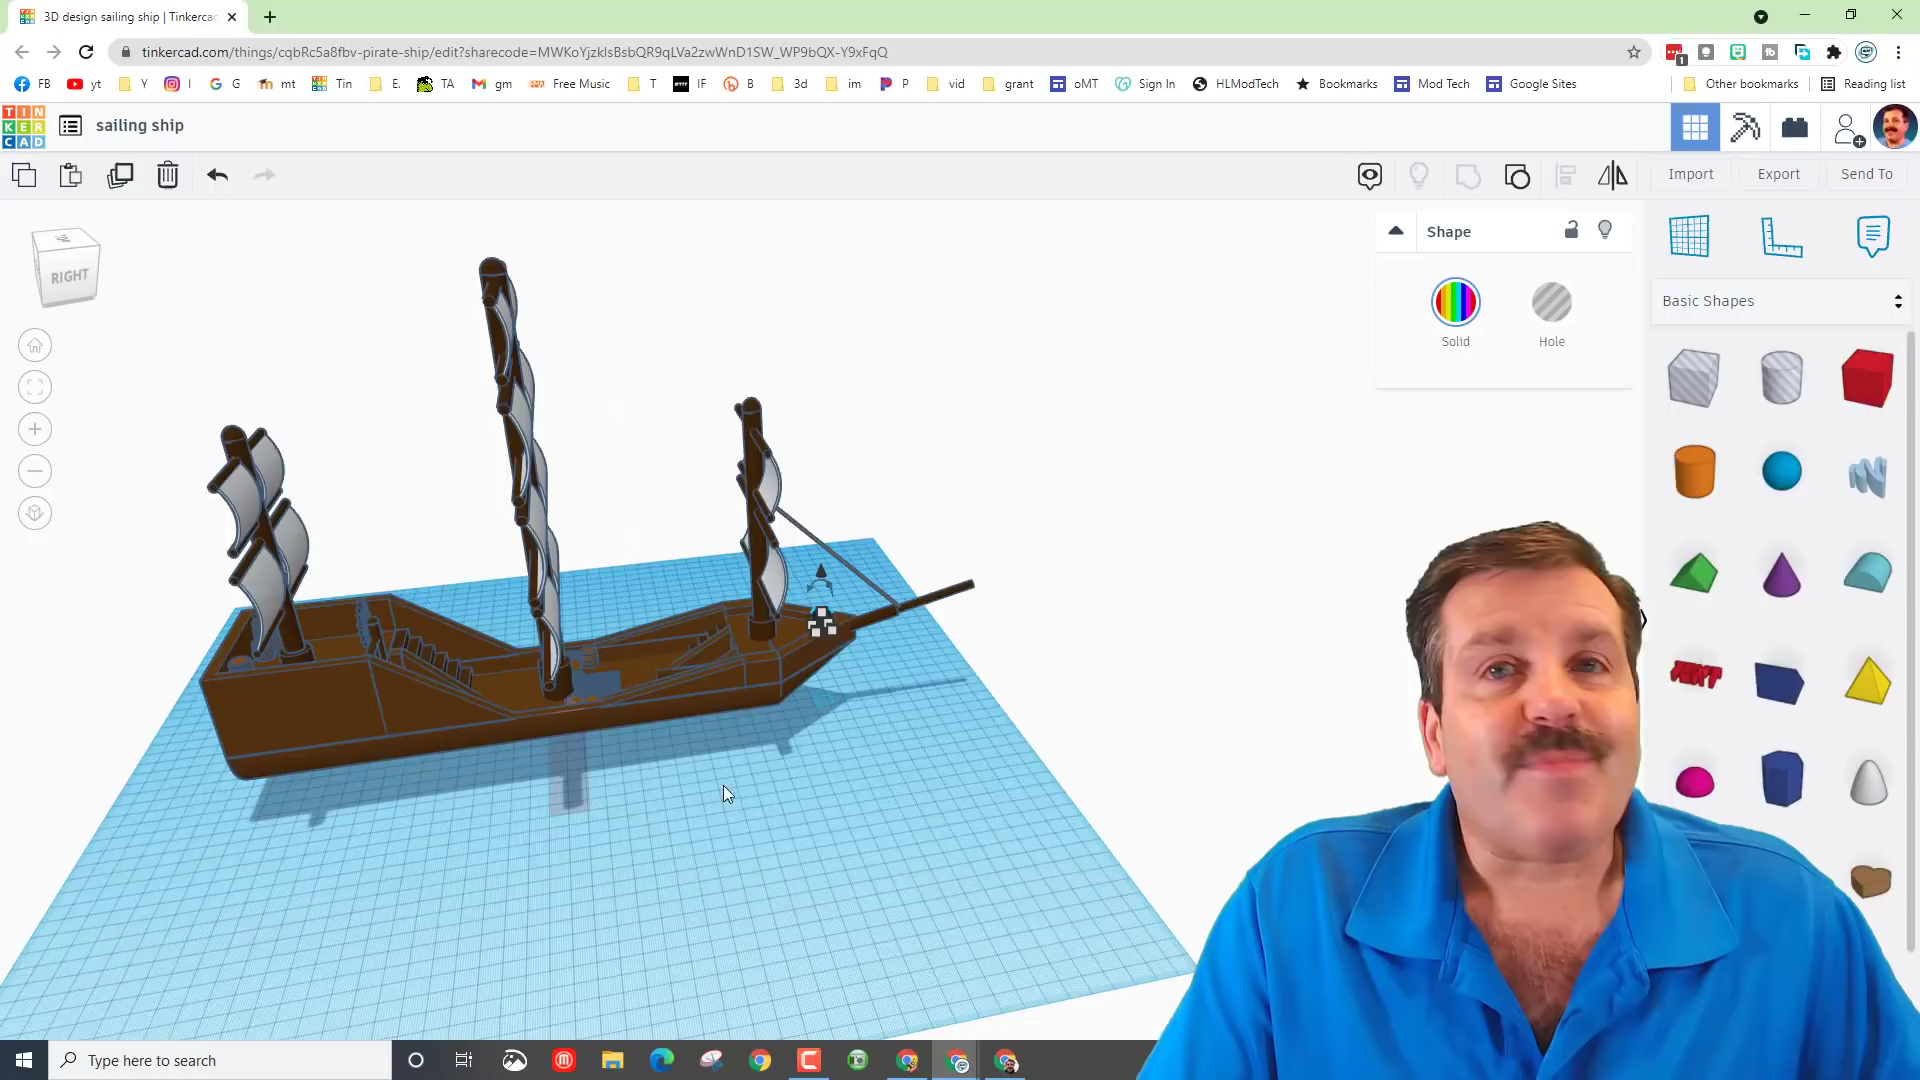 3D design sailing ship | Tinkercad
tinkercad.com/things/cqbRc5a8fbv-pirate-ship/edit?sharecode=MWKoYjzklsBsbQR9qLVa2zwWnD1SW_WP9bQX-Y9xFqQ
FB yt Y I G mt Tin E. TA gm Free Music T IF B 3d im P vid grant oMT Sign In HLModTech Bookmarks Mod Tech Google Sites Other bookmarks Reading list
TIN
KER
CAD
sailing ship
Import Export Send To
RIGHT
Shape
Solid Hole
Basic Shapes
TEXT
Type here to search